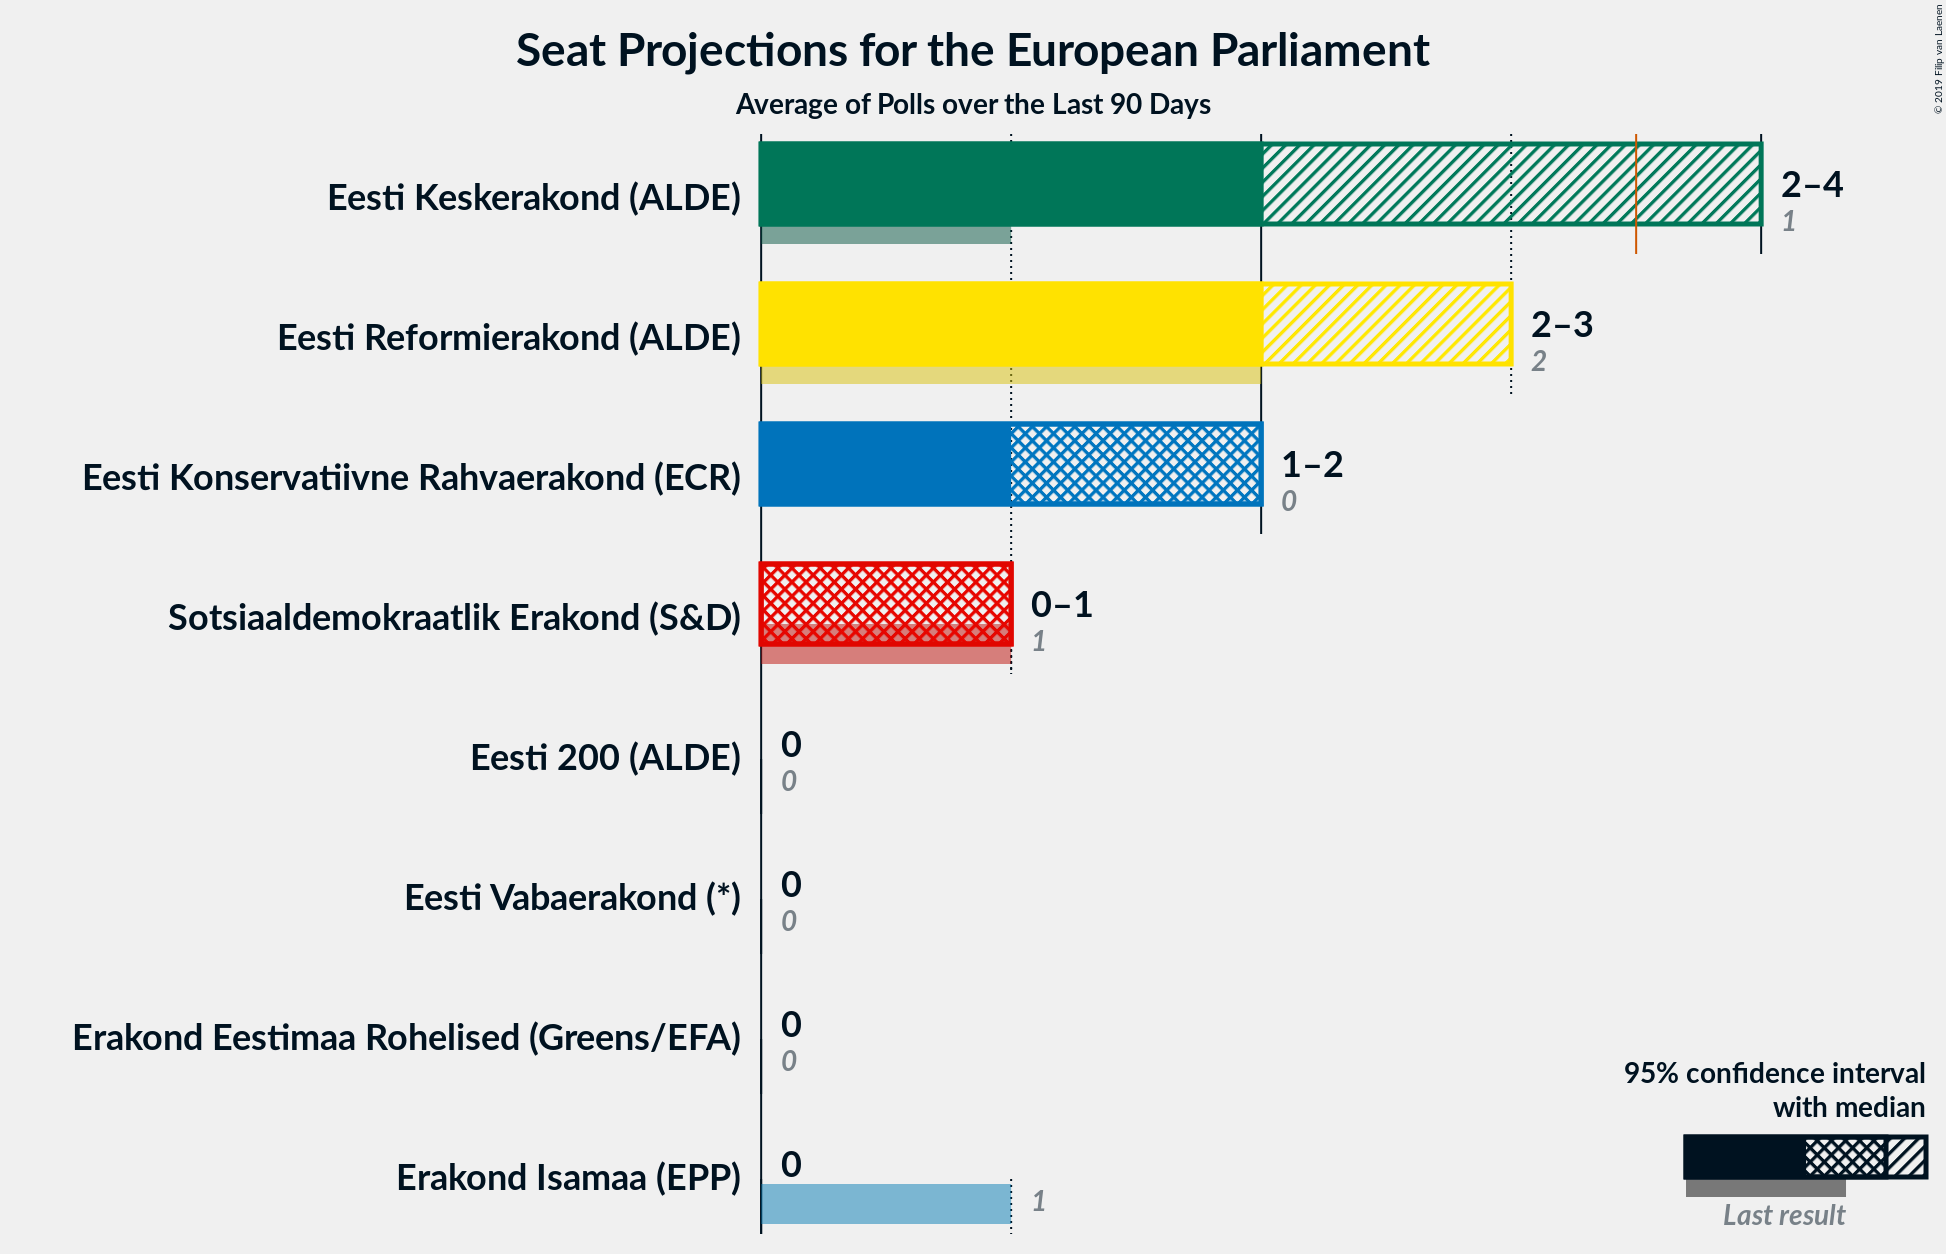 Seat Projections for the European Parliament
Average of Polls over the Last 90 Days
© 2019 Filip van Laenen
Eesti Keskerakond (ALDE)
2–4
1
Eesti Reformierakond (ALDE)
2–3
2
Eesti Konservatiivne Rahvaerakond (ECR)
1–2
0
Sotsiaaldemokraatlik Erakond (S&D)
0–1
1
Eesti 200 (ALDE)
0
0
Eesti Vabaerakond (*)
0
0
Erakond Eestimaa Rohelised (Greens/EFA)
0
0
Erakond Isamaa (EPP)
0
1
95% confidence interval
with median
Last result